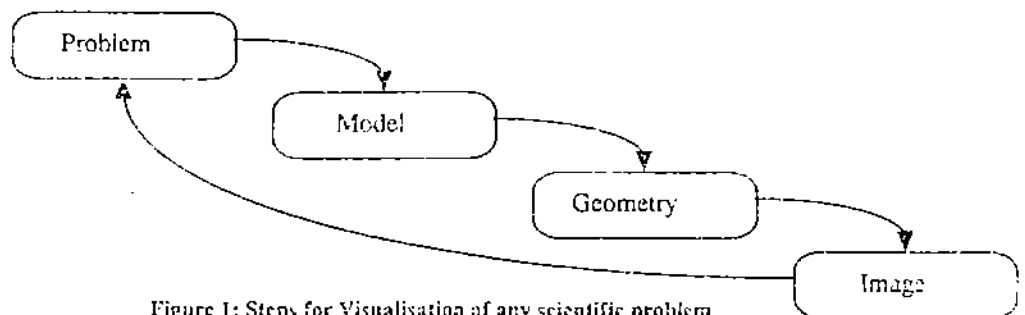 Problem
Model
Geometry
Image
Figure 1: Steps for Visualisation of any scientific problem